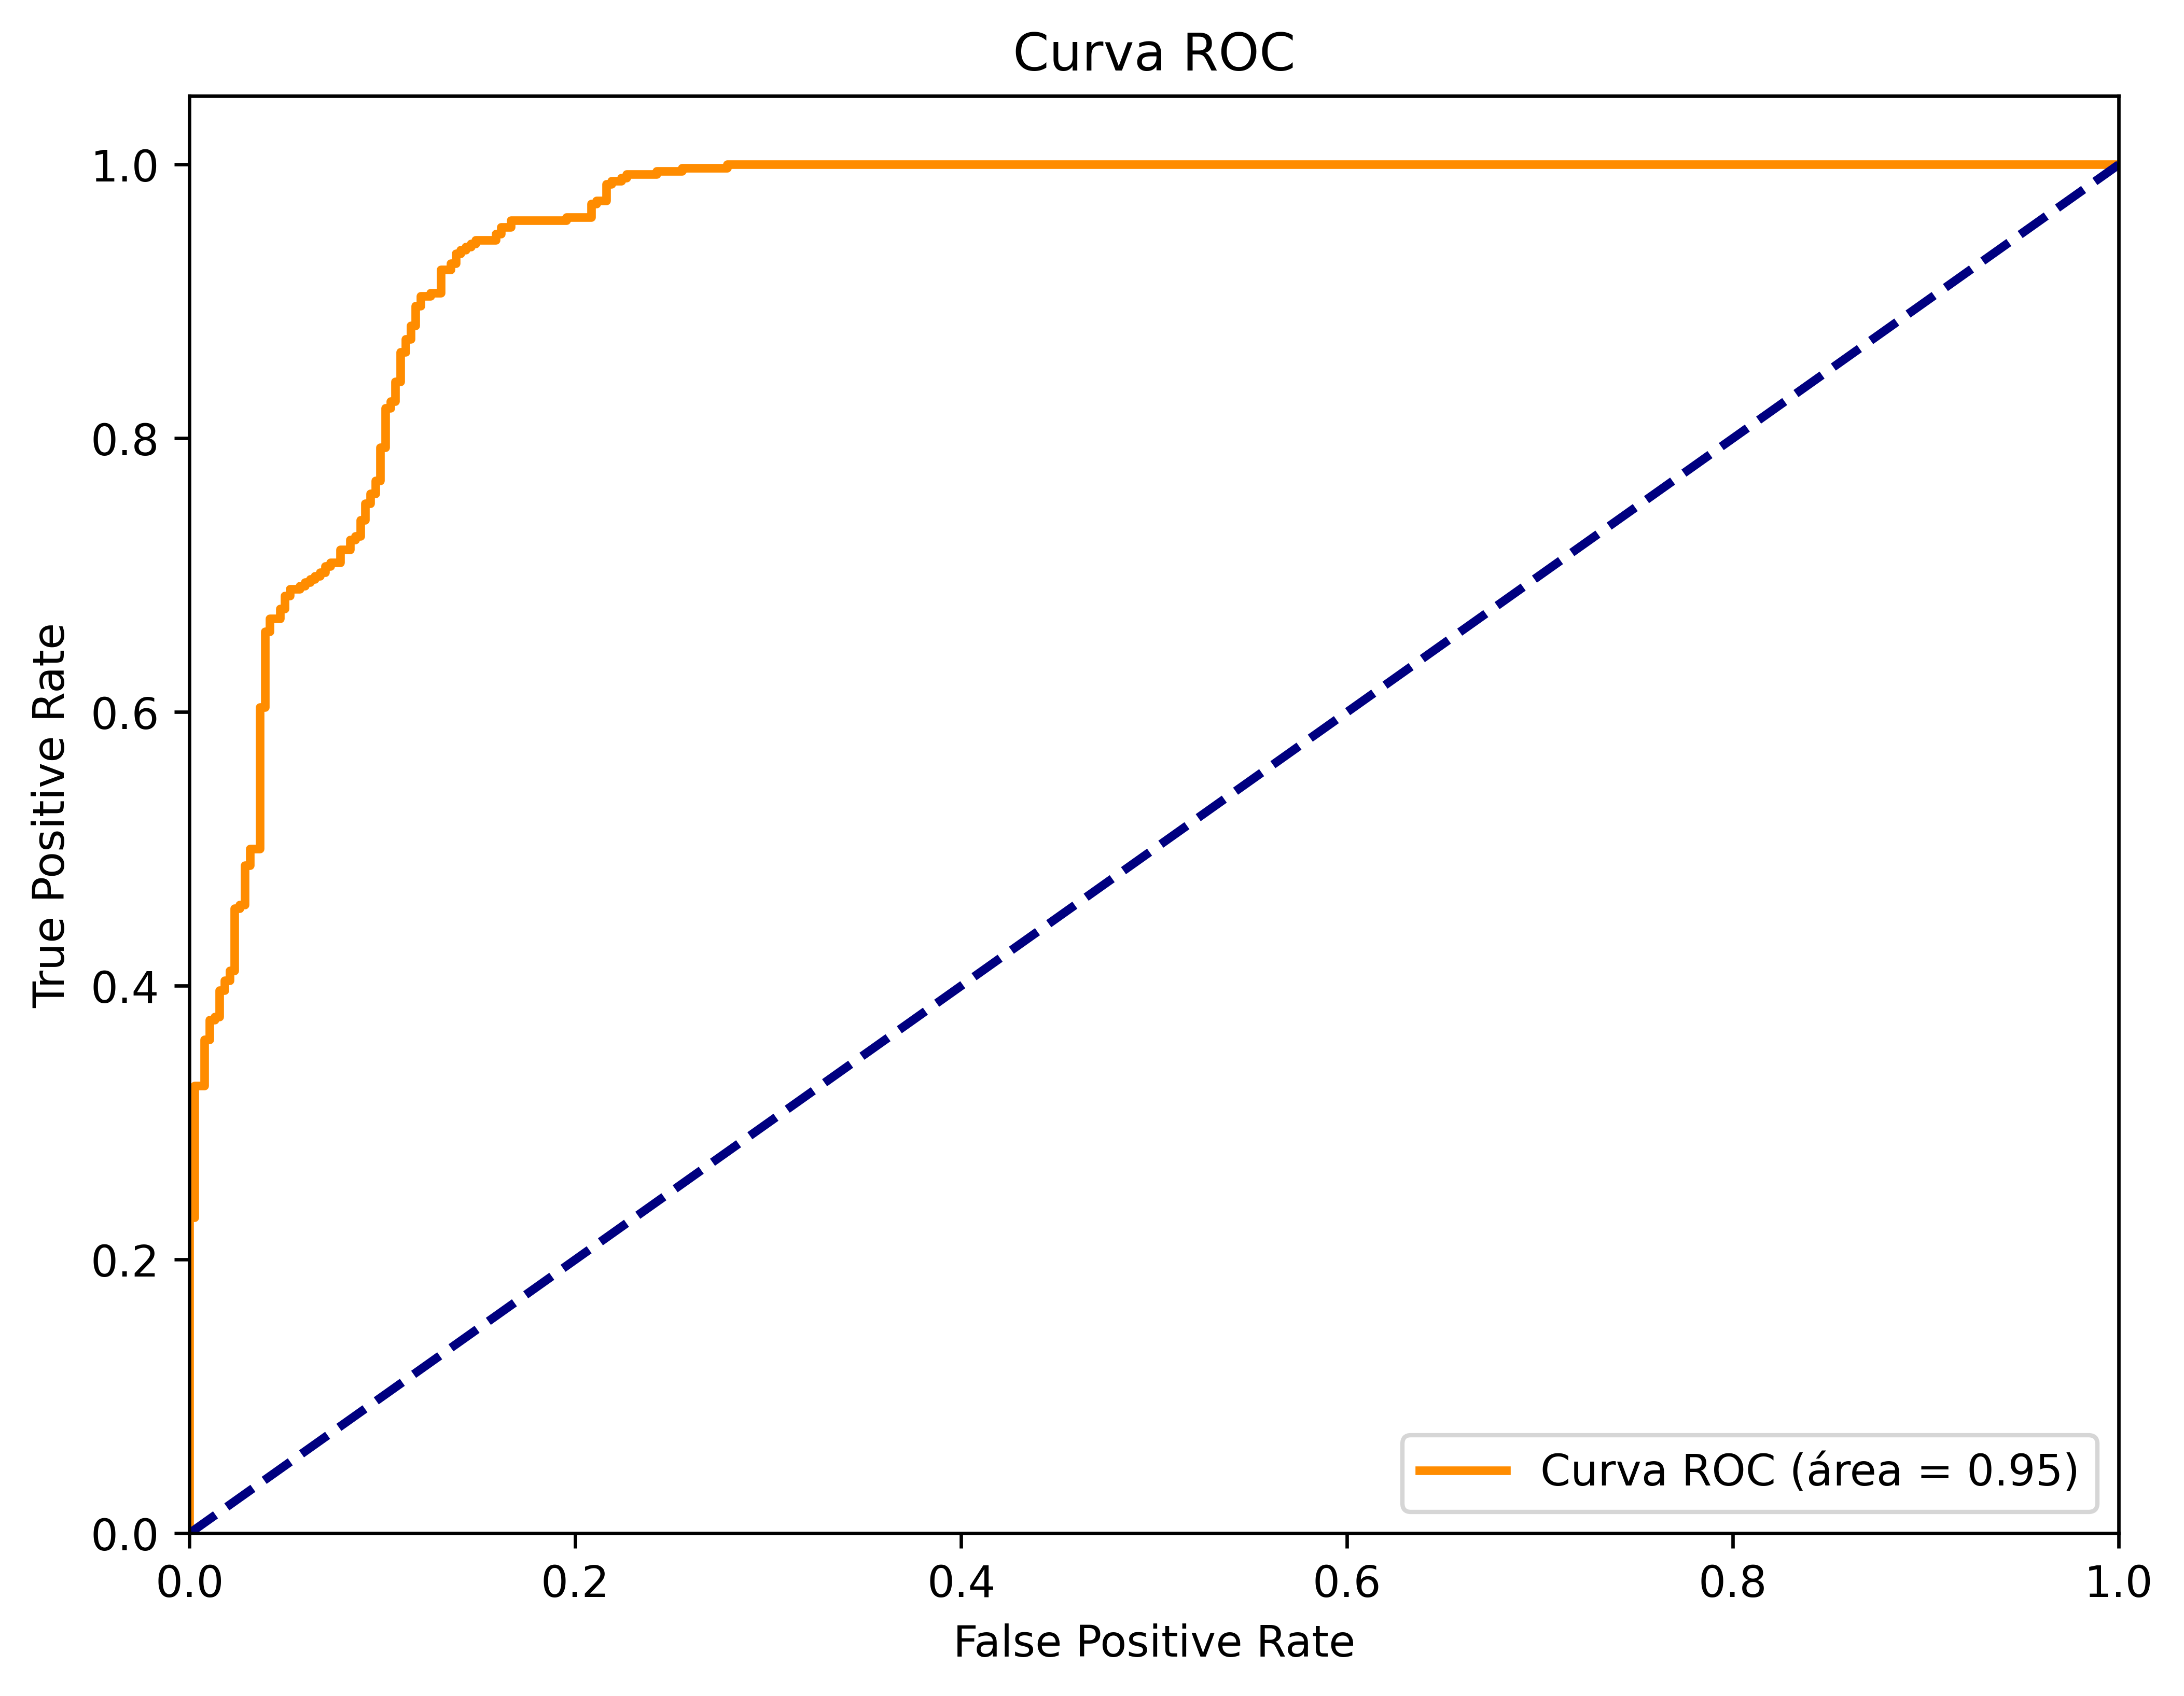 Curva ROC
1.0
0.8
0.6
0.4
0.2
0.0
True Positive Rate
Curva ROC (área = 0.95)
0.0 0.2 0.4 0.6 0.8 1.0
False Positive Rate